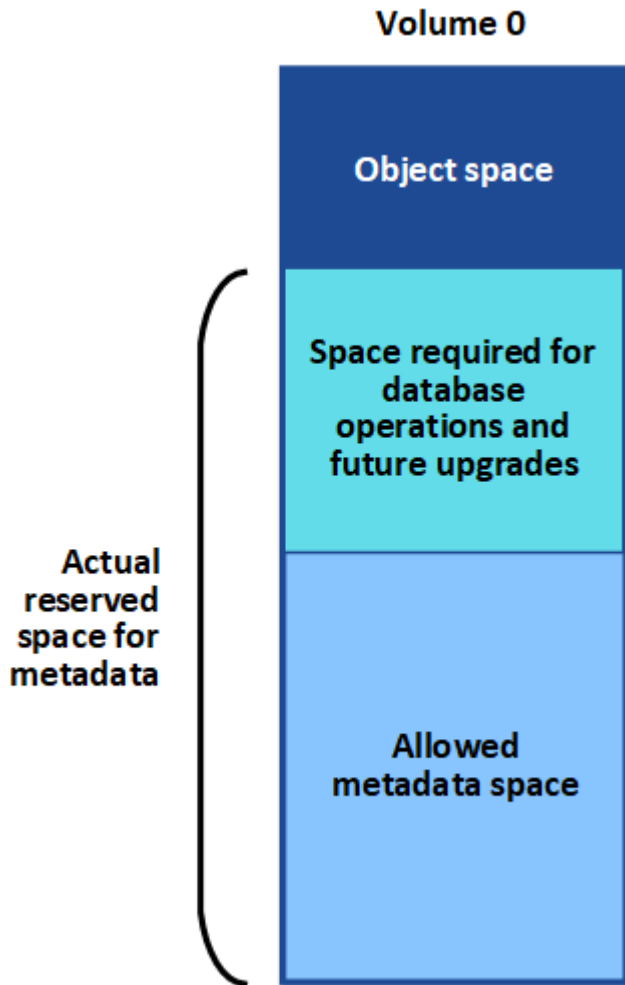 Volume 0
Object space
Space required for
database
operations and
future upgrades
Actual
reserved
space for
metadata
Allowed
metadata space